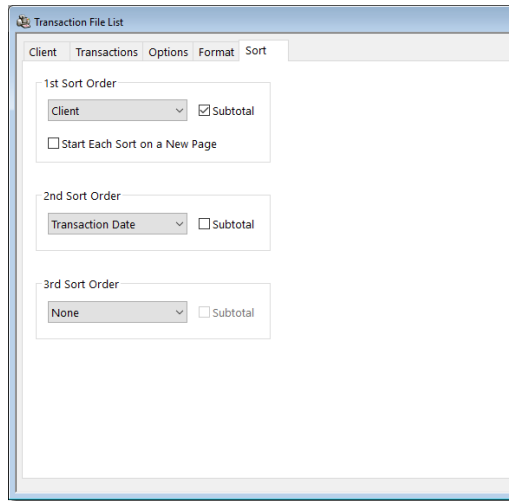 Transaction File List
Client Transactions Options Format Sort
1st Sort Order
Client Subtotal
Start Each Sort on a New Page
2nd Sort Order
Transaction Date Subtotal
3rd Sort Order
None Subtotal